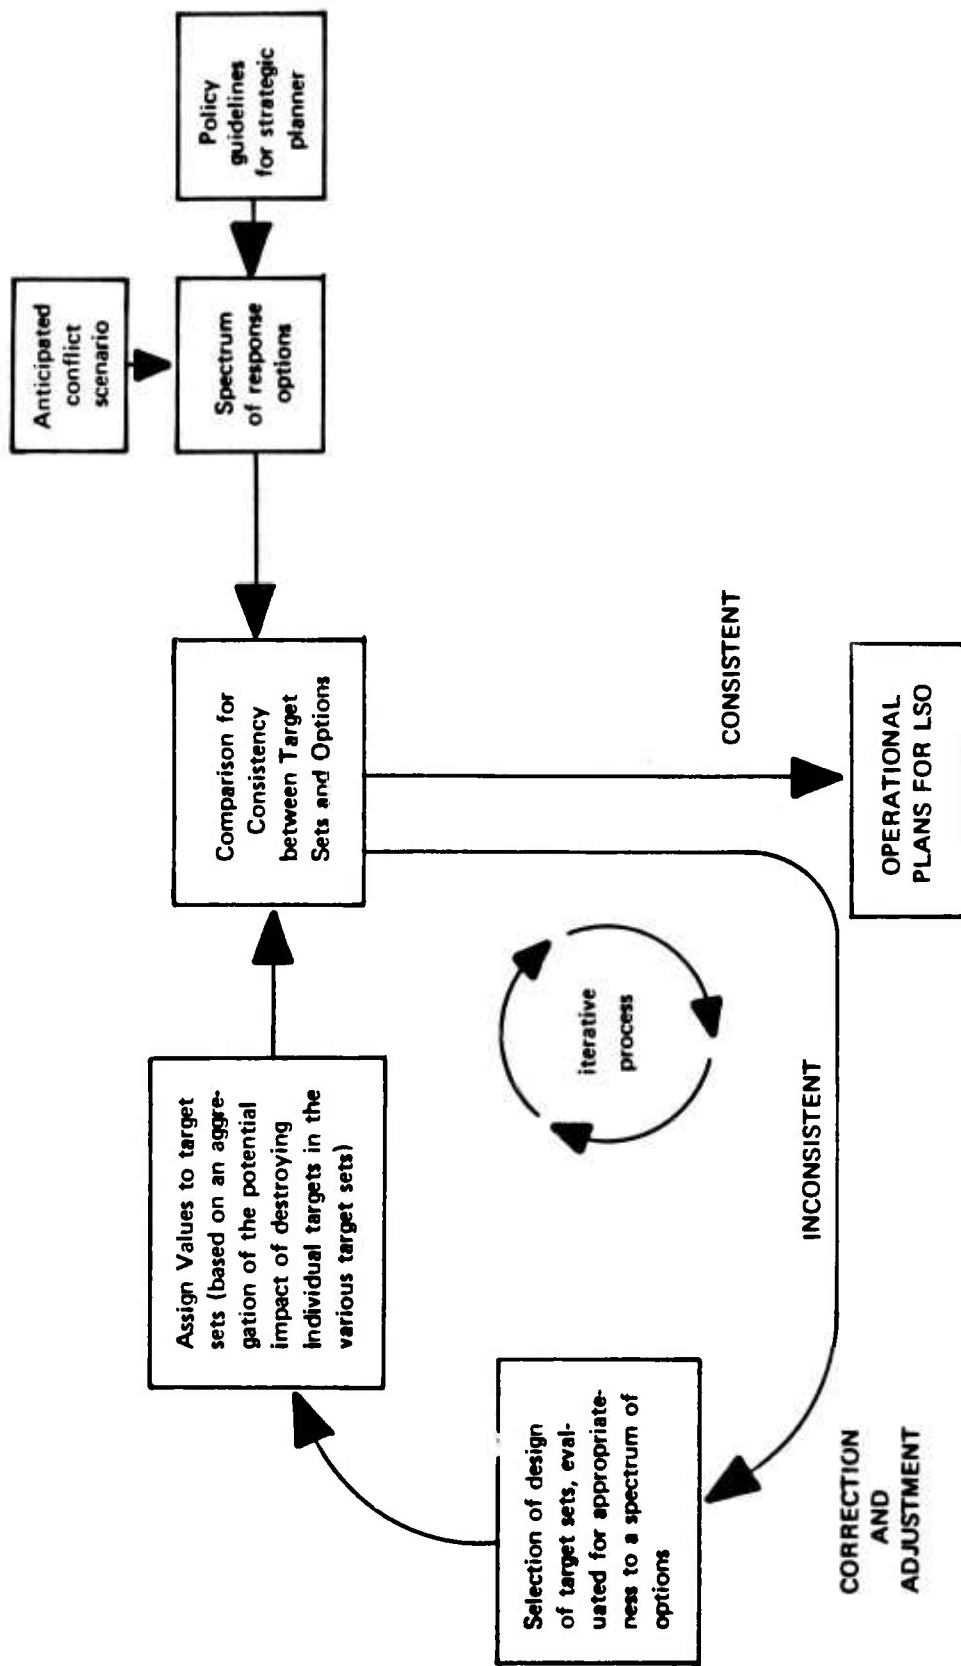 Anticipated
conflict
scenario
Policy
guidelines
for strategic
planner
Spectrum
of response
options
Comparison for
Consistency
between Target
Sets and Options
Assign Values to target
sets (based on an aggre-
gation of the potential
impact of destroying
individual targets in the
various target sets)
iterative
process
Selection of design
of target sets, eval-
uated for appropriate-
ness to a spectrum of
options
INCONSISTENT
CONSISTENT
CORRECTION
AND
ADJUSTMENT
OPERATIONAL
PLANS FOR LSO